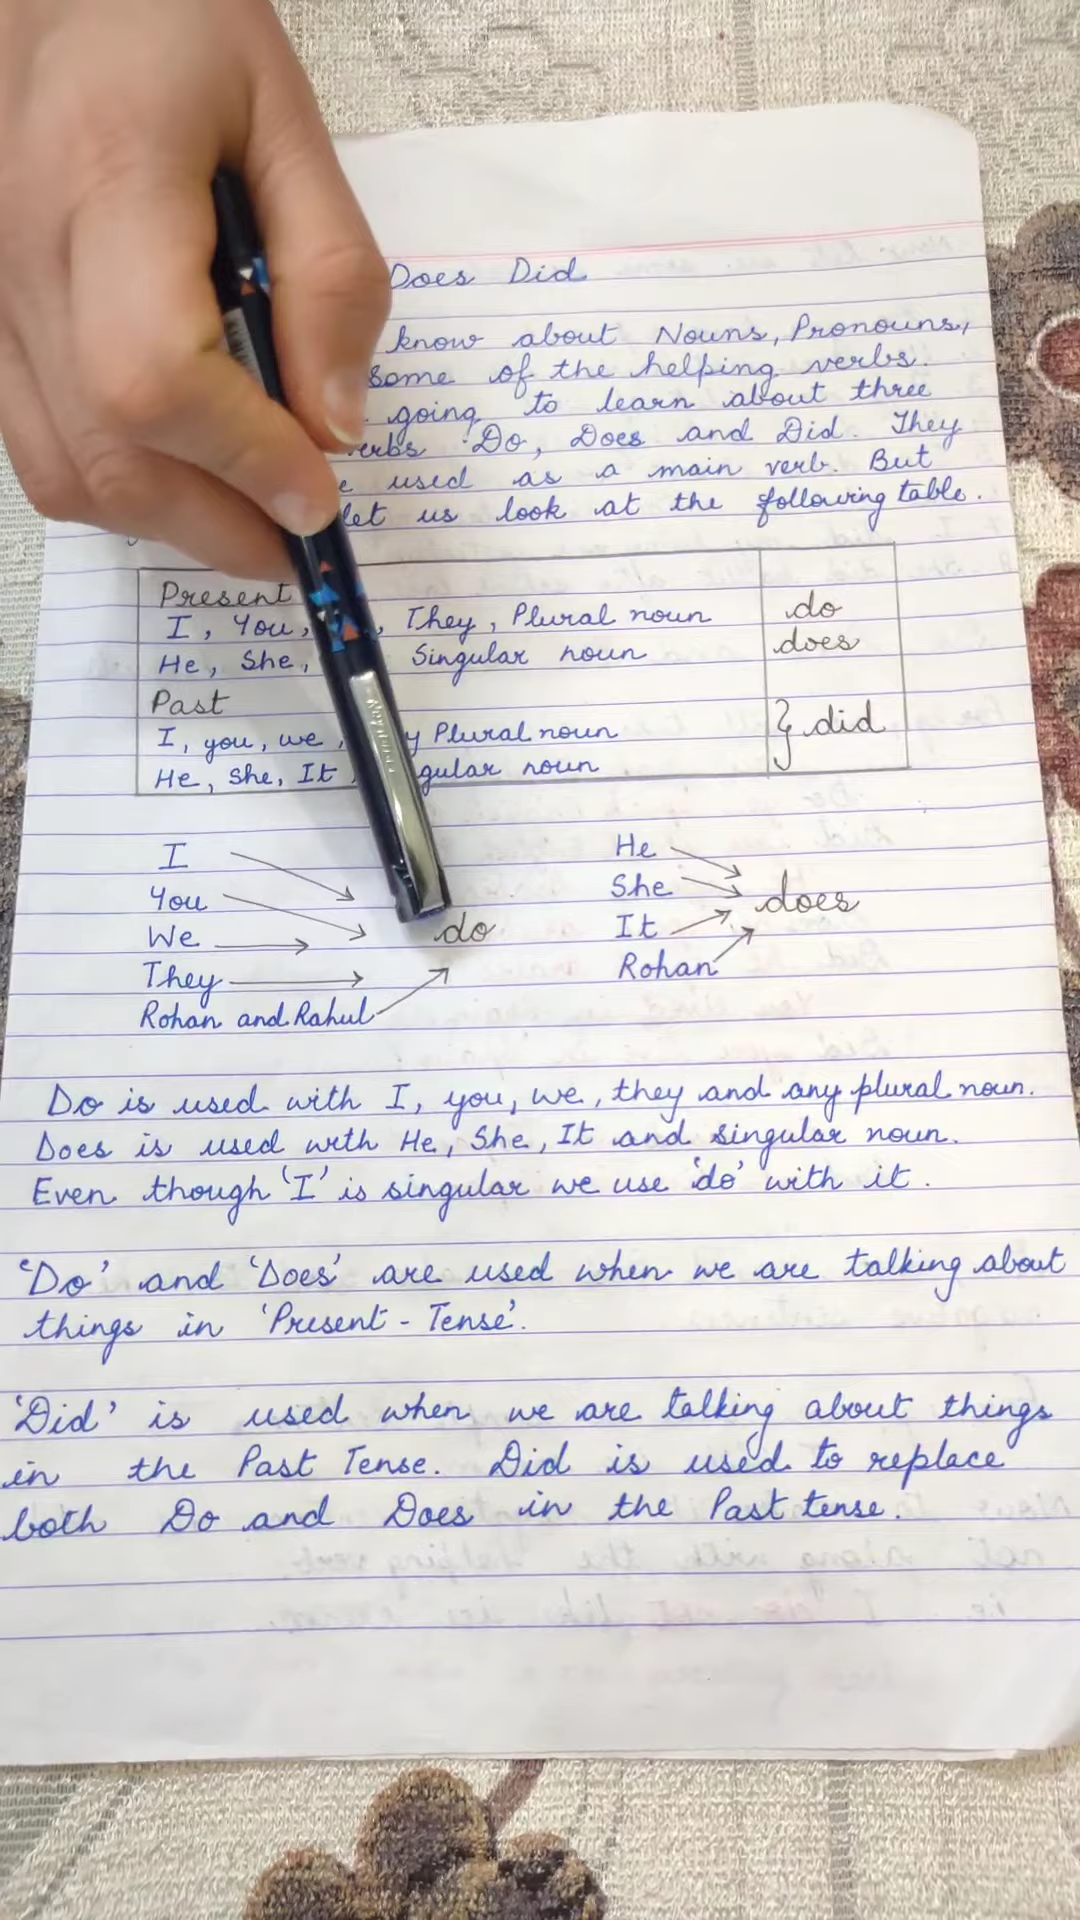 Does Did
know about Nouns, Pronouns,
some of the helping verbs.
going to learn about three
Do, Does and Did. They
used as a main verb. But
let us look at the following table.
Present
I, You, They, Plural noun do
He, She, Singular noun does
Past
I, you, we, Plural noun } did
He, She, It noun
I
You
We
They
Rohan and Rahul
do
He
She
It
Rohan
does
Do is used with I, you, we, they and any plural noun.
Does is used with He, She, It and singular noun.
Even though 'I' is singular we use 'do' with it.
'Do' and 'Does' are used when we are talking about
things in 'Present - Tense'.
'Did' is used when we are talking about things
in the Past Tense. Did is used to replace
both Do and Does in the Past tense.